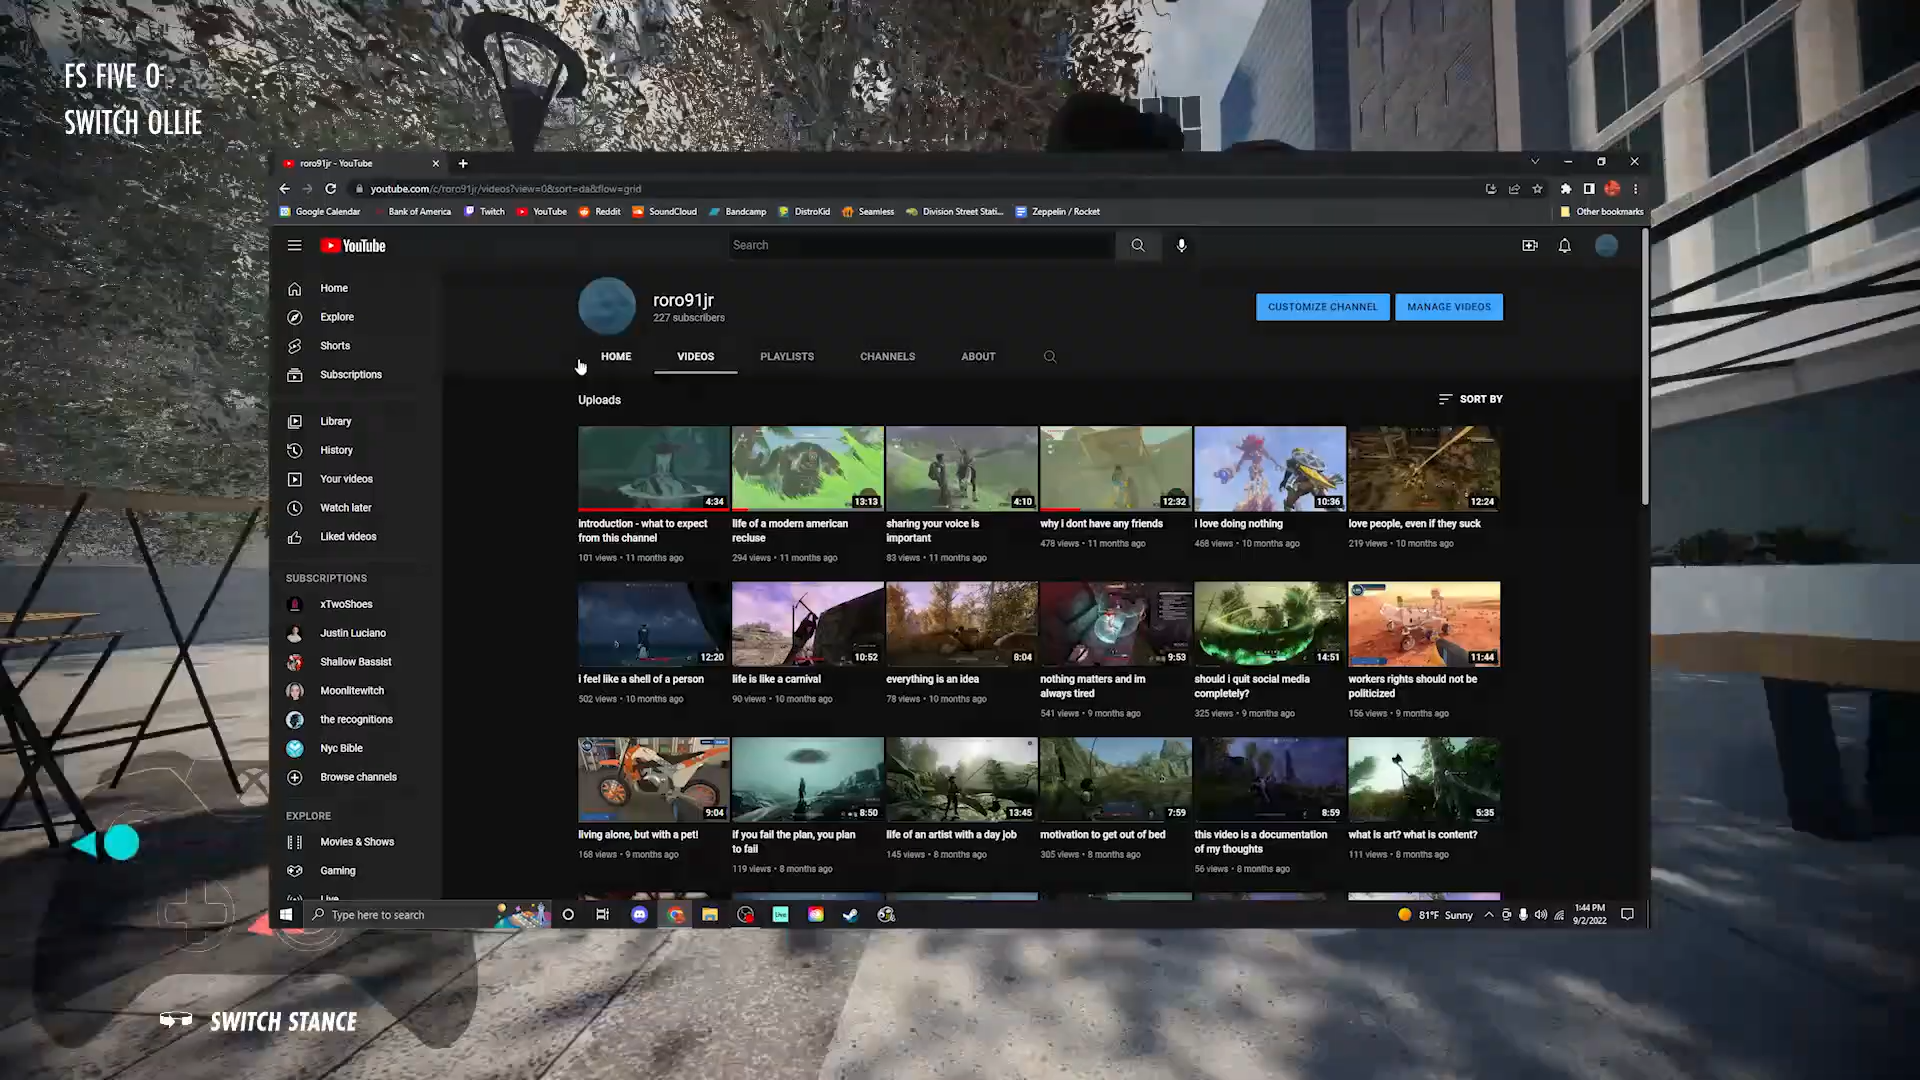 FS FIVE O
SWITCH OLLIE
roro91jr - YouTube
youtube.com/c/roro91jr/videos?view=0&sort=da&flow=grid
Google Calendar Bank of America Twitch YouTube Reddit SoundCloud Bandcamp DistroKid Seamless Division Street Stati... Zeppelin / Rocket Other bookmarks
YouTube
Search
Home
Explore
Shorts
Subscriptions
Library
History
Your videos
Watch later
Liked videos
SUBSCRIPTIONS
xTwoShoes
Justin Luciano
Shallow Bassist
Moonlitewitch
the recognitions
Nyc Bible
Browse channels
EXPLORE
Movies & Shows
Gaming
Live
roro91jr
227 subscribers
CUSTOMIZE CHANNEL MANAGE VIDEOS
HOME VIDEOS PLAYLISTS CHANNELS ABOUT
Uploads
SORT BY
4:34
introduction - what to expect
from this channel
101 views • 11 months ago
13:13
life of a modern american
recluse
294 views • 11 months ago
4:10
sharing your voice is
important
83 views • 11 months ago
12:32
why i dont have any friends
478 views • 11 months ago
10:36
i love doing nothing
468 views • 10 months ago
12:24
love people, even if they suck
219 views • 10 months ago
12:20
i feel like a shell of a person
502 views • 10 months ago
10:52
life is like a carnival
90 views • 10 months ago
8:04
everything is an idea
78 views • 10 months ago
9:53
nothing matters and im
always tired
541 views • 9 months ago
14:51
should i quit social media
completely?
325 views • 9 months ago
11:44
workers rights should not be
politicized
156 views • 9 months ago
9:04
living alone, but with a pet!
168 views • 9 months ago
8:50
if you fail the plan, you plan
to fail
119 views • 8 months ago
13:45
life of an artist with a day job
145 views • 8 months ago
7:59
motivation to get out of bed
305 views • 8 months ago
8:59
this video is a documentation
of my thoughts
56 views • 8 months ago
5:35
what is art? what is content?
111 views • 8 months ago
Type here to search
Live
81°F Sunny
1:44 PM
9/2/2022
SWITCH STANCE